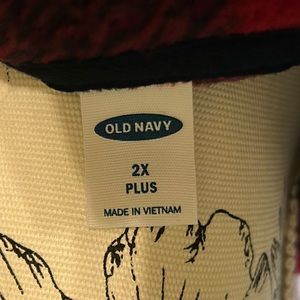 OLD NAVY
2X
PLUS
MADE IN VIETNAM